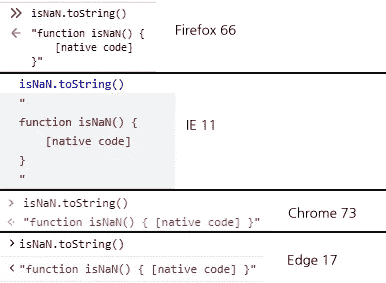 >> isNaN.toString()
← "function isNaN() {
[native code]
}"
Firefox 66
isNaN.toString()
"
function isNaN() {
[native code]
}
"
IE 11
> isNaN.toString()
< "function isNaN() { [native code] }"
Chrome 73
> isNaN.toString()
< "function isNaN() { [native code] }"
Edge 17